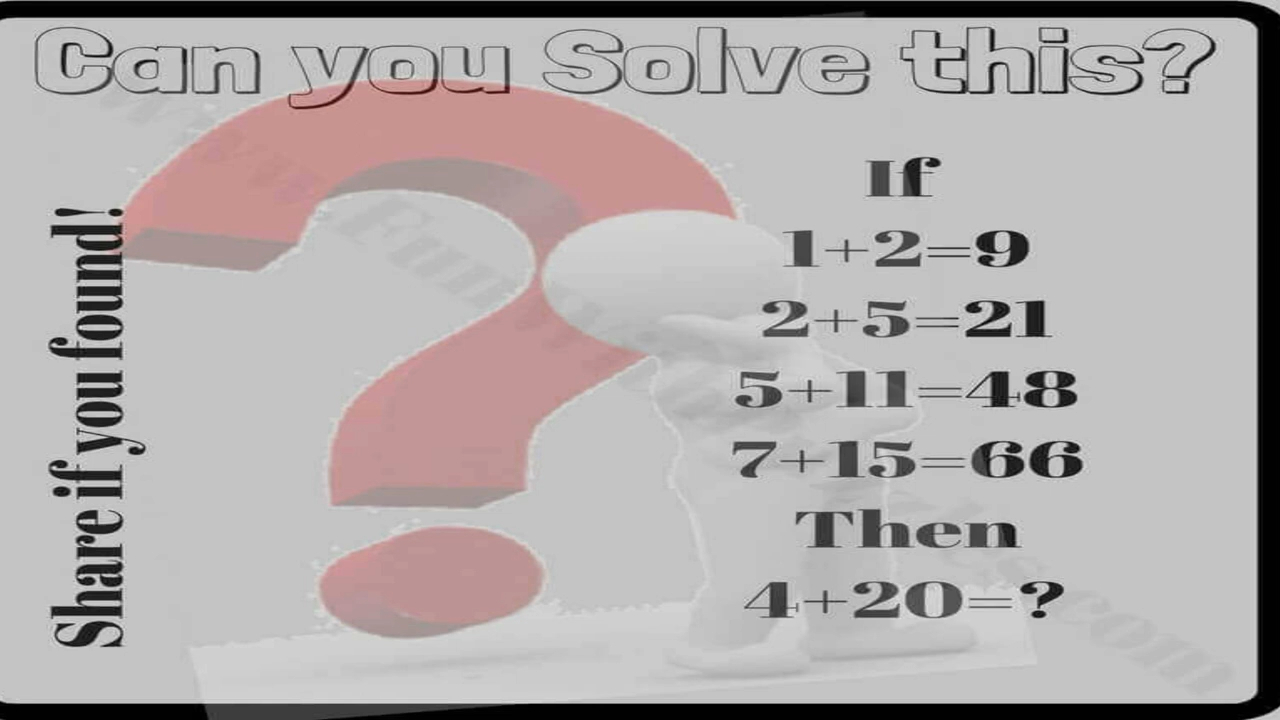 Can you Solve this?
Share if you found!
If
1+2=9
2+5=21
5+11=48
7+15=66
Then
4+20=?